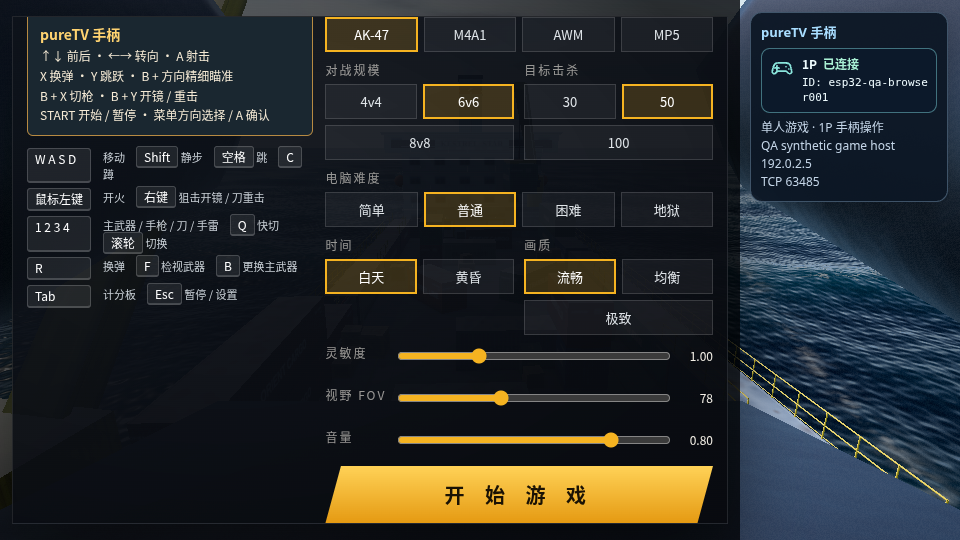 pureTV 手柄
↑↓ 前后 · ←→ 转向 · A 射击
X 换弹 · Y 跳跃 · B + 方向精细瞄准
B + X 切枪 · B + Y 开镜 / 重击
START 开始 / 暂停 · 菜单方向选择 / A 确认
W A S D 移动 Shift 静步 空格 跳 C
蹲
鼠标左键 开火 右键 狙击开镜 / 刀重击
1 2 3 4 主武器 / 手枪 / 刀 / 手雷 Q 快切
滚轮 切换
R 换弹 F 检视武器 B 更换主武器
Tab 计分板 Esc 暂停 / 设置
AK-47 M4A1 AWM MP5
对战规模 目标击杀
4v4 6v6 30 50
8v8 100
电脑难度
简单 普通 困难 地狱
时间 画质
白天 黄昏 流畅 均衡
极致
灵敏度 1.00
视野 FOV 78
音量 0.80
开始游戏
pureTV 手柄
1P 已连接
ID: esp32-qa-browse
r001
单人游戏 · 1P 手柄操作
QA synthetic game host
192.0.2.5
TCP 63485